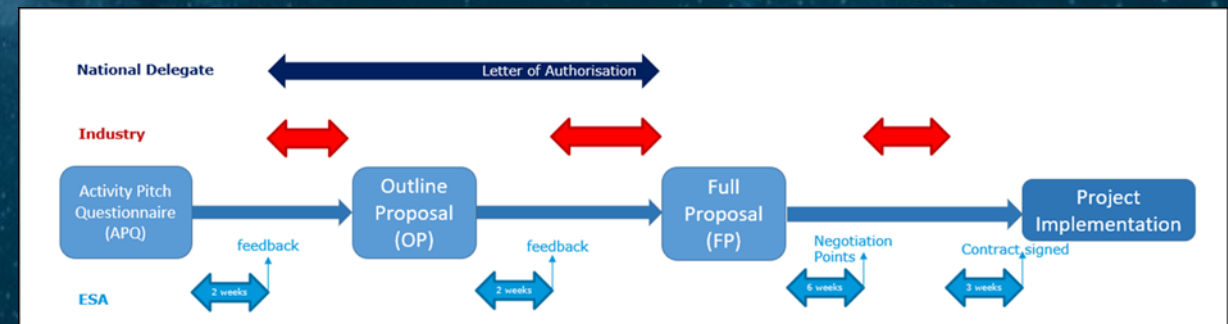 National Delegate
Letter of Authorisation
Industry
Activity Pitch
Questionnaire
(APQ)
Outline
Proposal
(OP)
Full
Proposal
(FP)
Project
Implementation
feedback
feedback
Negotiation
Points
Contract signed
ESA
2 weeks
2 weeks
6 weeks
3 weeks